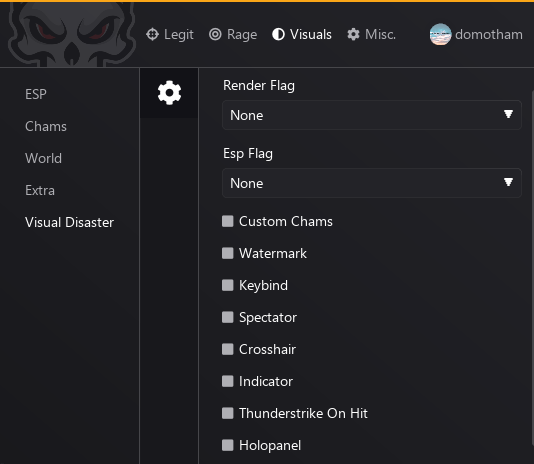 Legit
Rage
Visuals
Misc.
domotham
ESP
Chams
World
Extra
Visual Disaster
Render Flag
None
Esp Flag
None
Custom Chams
Watermark
Keybind
Spectator
Crosshair
Indicator
Thunderstrike On Hit
Holopanel